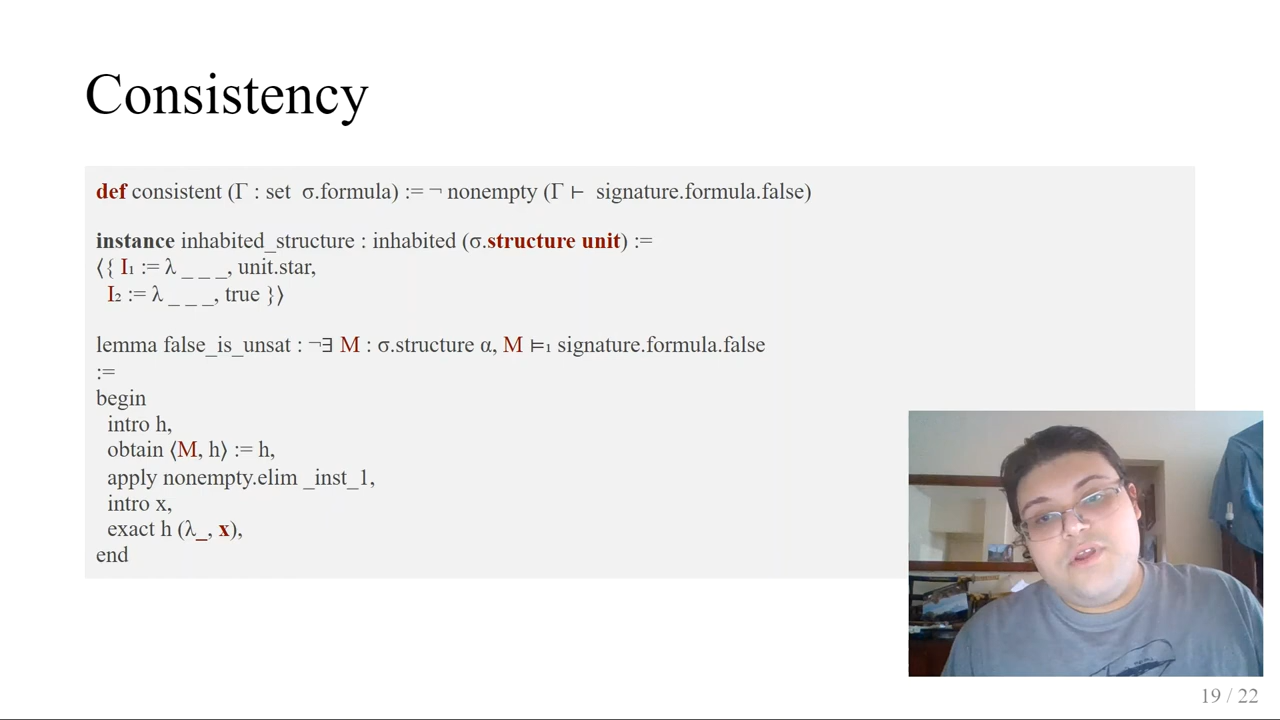 Consistency
def consistent (Γ : set σ.formula) := ¬ nonempty (Γ ⊢ signature.formula.false)
instance inhabited_structure : inhabited (σ.structure unit) :=
⟨{ I₁ := λ _ _ _, unit.star,
I₂ := λ _ _ _, true }⟩
lemma false_is_unsat : ¬∃ M : σ.structure α, M ⊨₁ signature.formula.false
:=
begin
intro h,
obtain ⟨M, h⟩ := h,
apply nonempty.elim _inst_1,
intro x,
exact h (λ_, x),
end
19 / 22